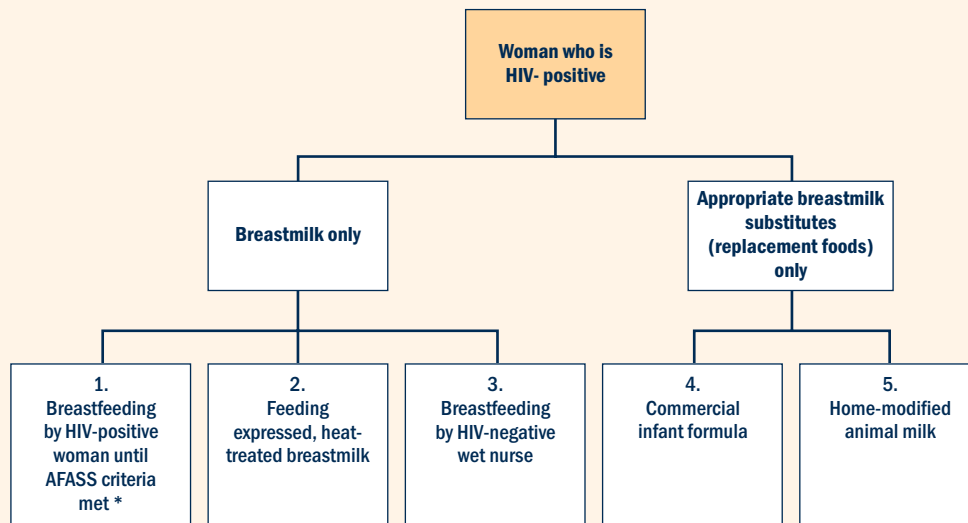 Woman who is
HIV- positive
Breastmilk only
Appropriate breastmilk
substitutes
(replacement foods)
only
1.
Breastfeeding
by HIV-positive
woman until
AFASS criteria
met *
2.
Feeding
expressed, heat-
treated breastmilk
3.
Breastfeeding
by HIV-negative
wet nurse
4.
Commercial
infant formula
5.
Home-modified
animal milk